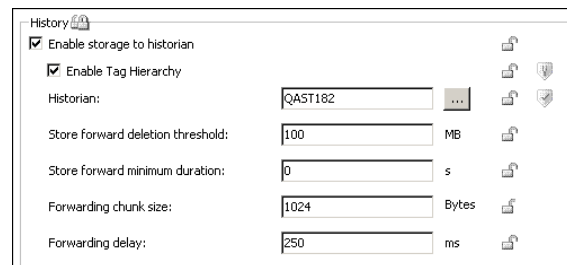 History
Enable storage to historian
Enable Tag Hierarchy
Historian: QAST182 ...
Store forward deletion threshold: 100 MB
Store forward minimum duration: 0 s
Forwarding chunk size: 1024 Bytes
Forwarding delay: 250 ms